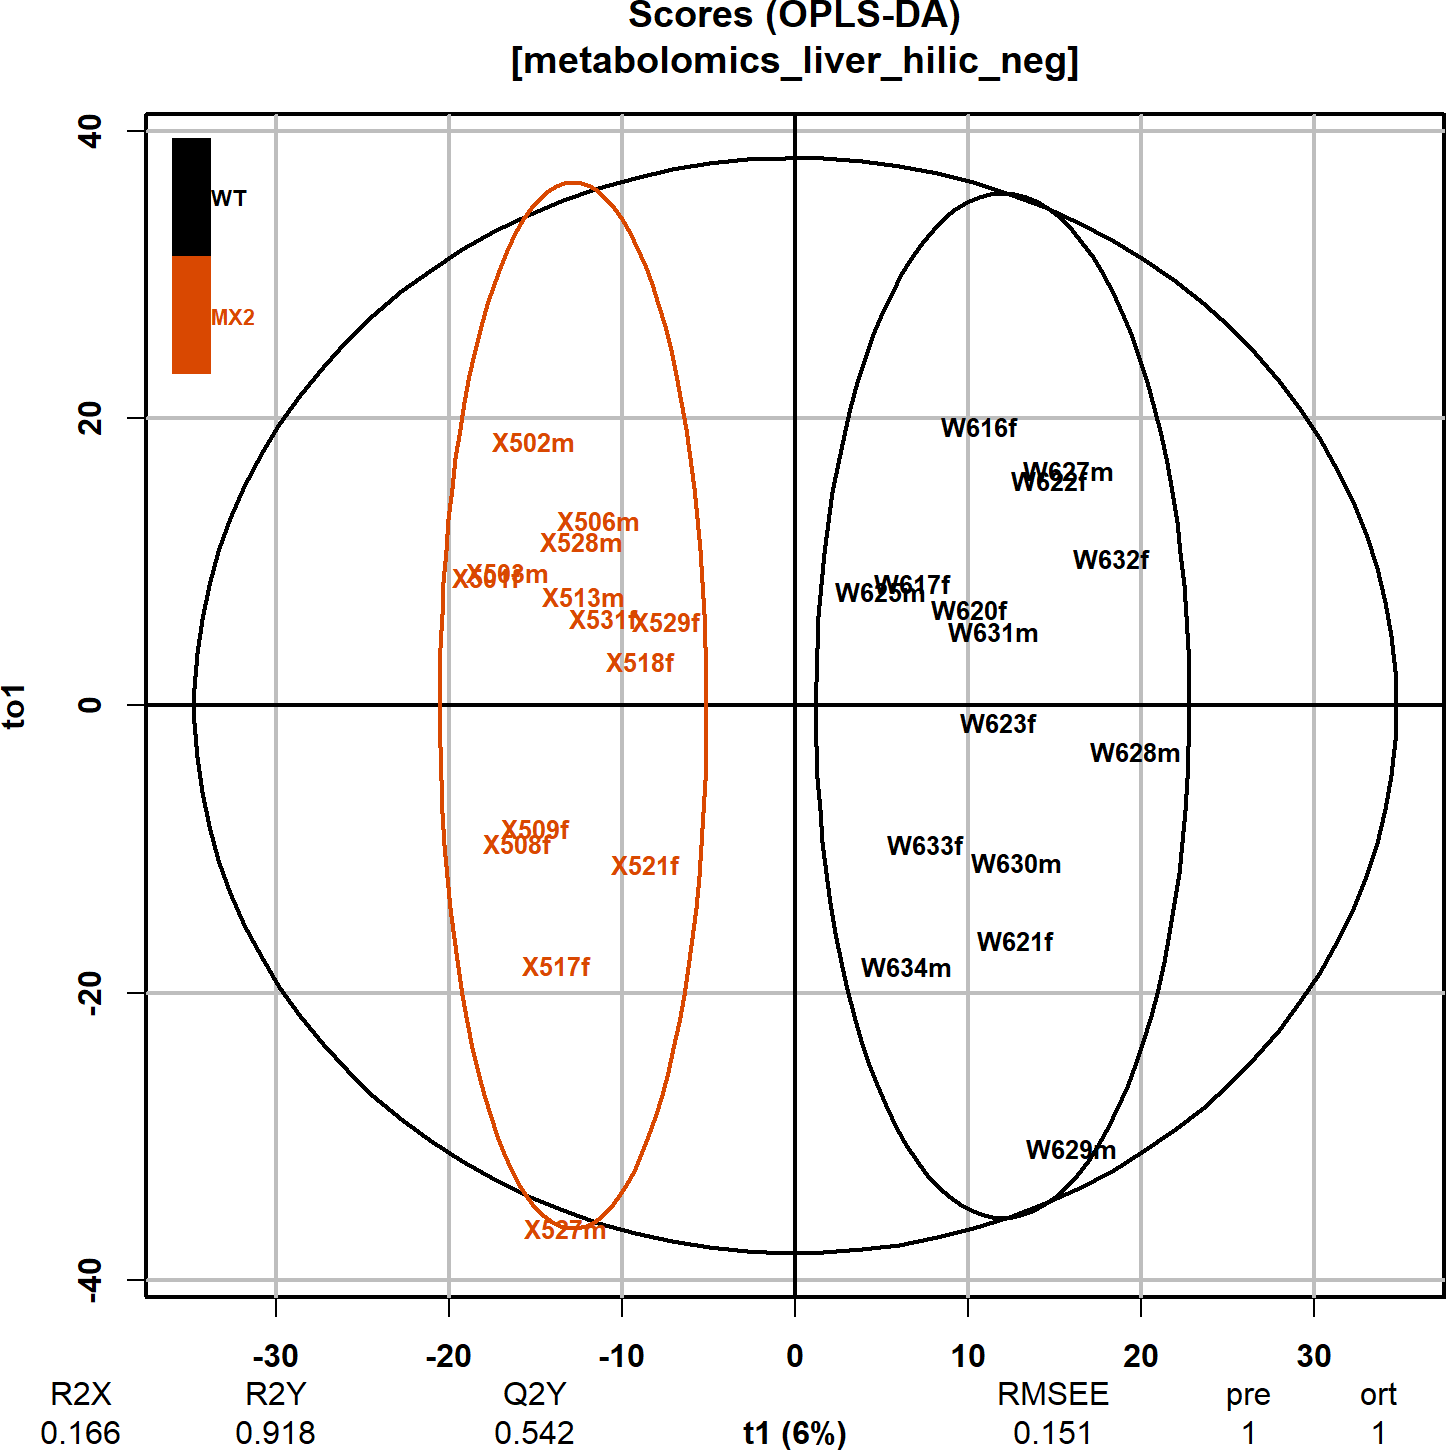 Scores (OPLS-DA)
[metabolomics_liver_hilic_neg]
40
WT
MX2
20
W616f
X502m
W627m
W622f
X506m
X528m
W632f
X503m
X501f
W617f
W625m
X513m
W620f
X531f
X529f
W631m
X518f
to1
0
W623f
W628m
X509f
X508f
W633f
X521f
W630m
W621f
X517f
W634m
-20
W629m
X527m
-40
-30 -20 -10 0 10 20 30
R2X R2Y Q2Y RMSEE pre ort
0.166 0.918 0.542 t1 (6%) 0.151 1 1